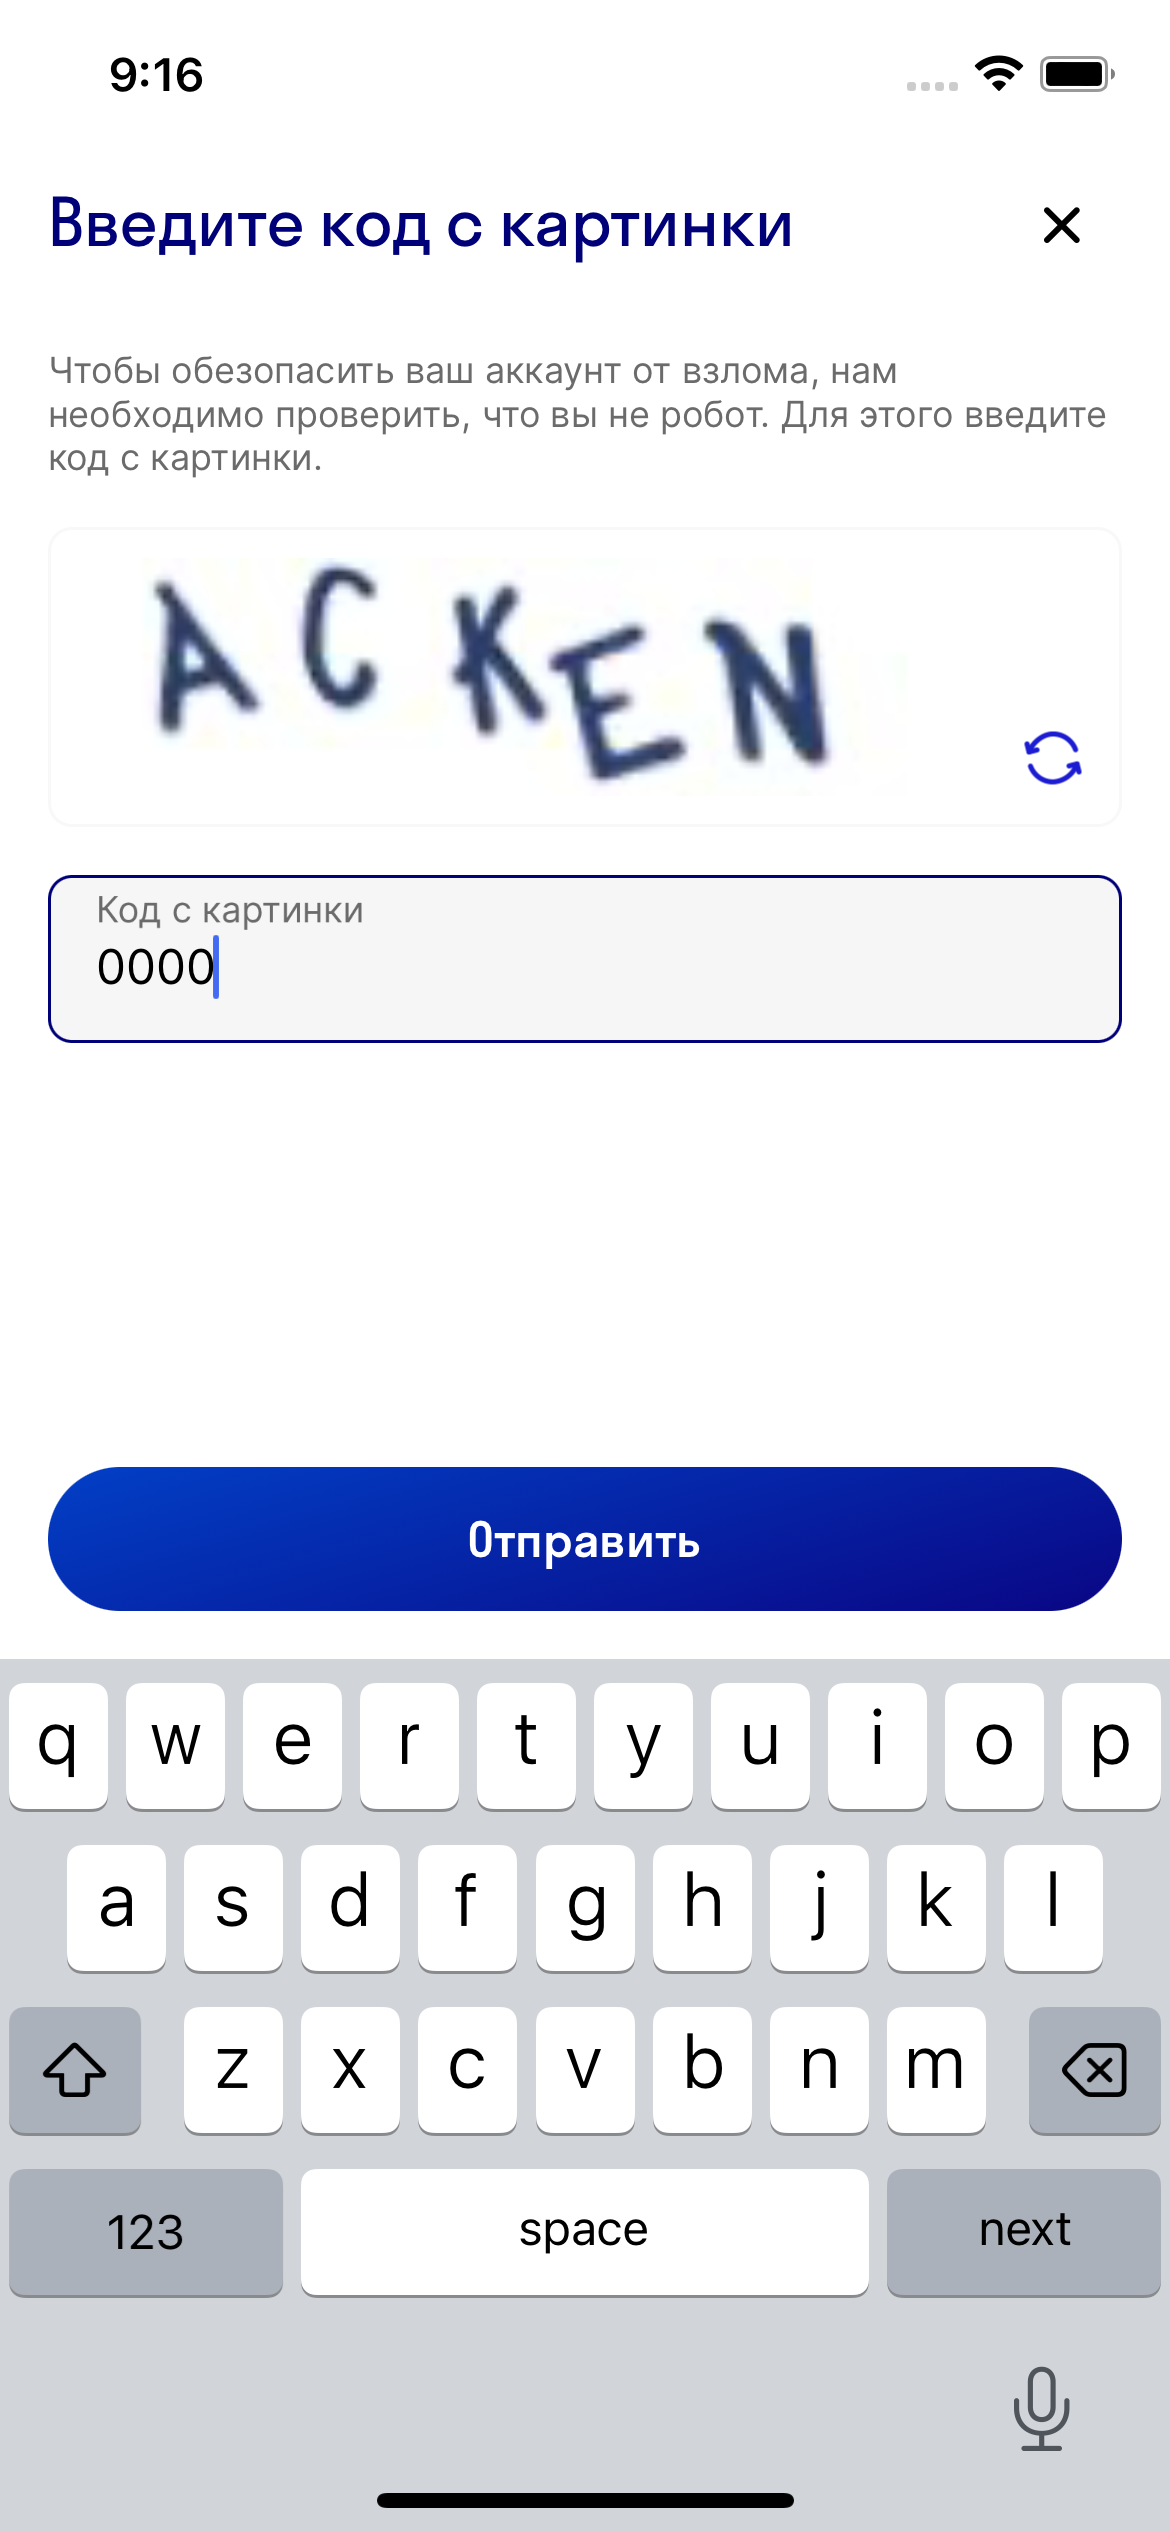 9:16
Введите код с картинки
Чтобы обезопасить ваш аккаунт от взлома, нам
необходимо проверить, что вы не робот. Для этого введите
код с картинки.
ACKEN
Код с картинки
0000
Отправить
q w e r t y u i o p
a s d f g h j k l
z x c v b n m
123 space next